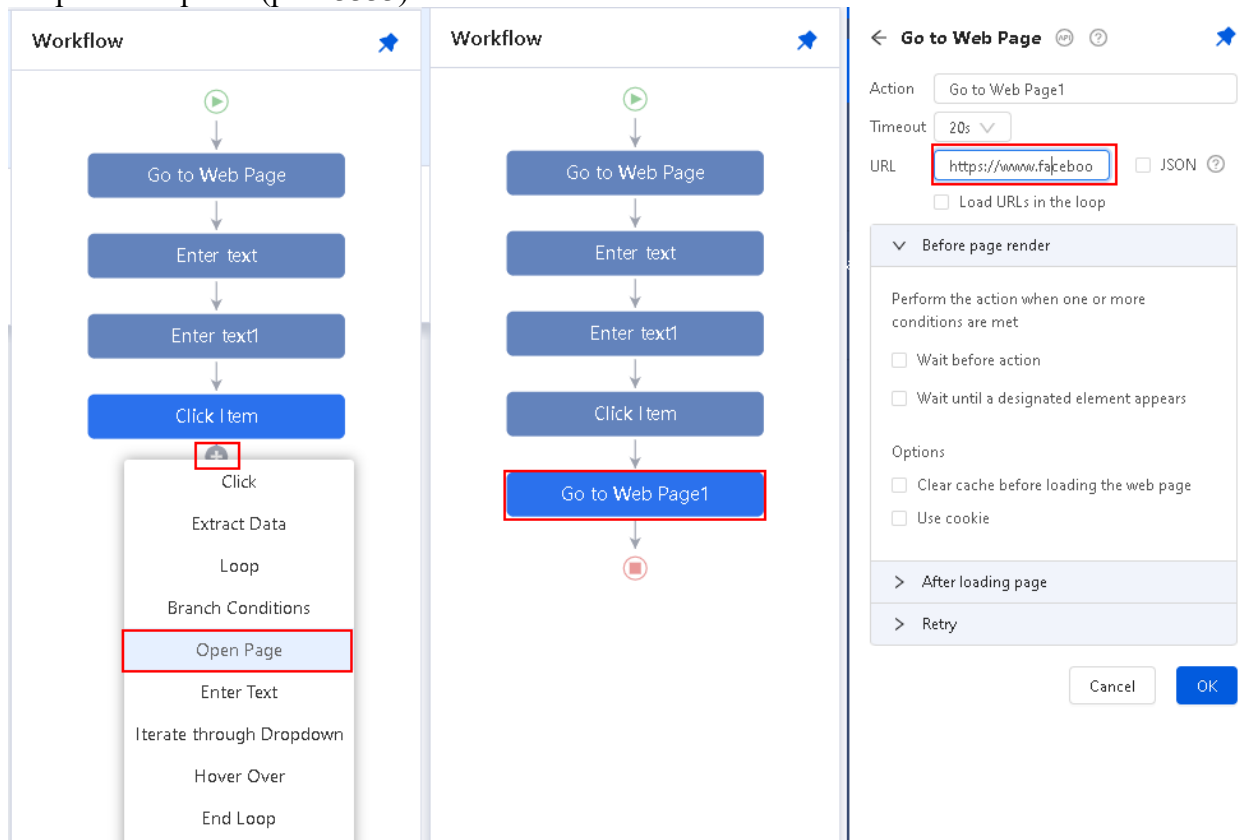 Workflow
Go to Web Page
Enter text
Enter text1
Click Item
Click
Extract Data
Loop
Branch Conditions
Open Page
Enter Text
Iterate through Dropdown
Hover Over
End Loop
Workflow
Go to Web Page
Enter text
Enter text1
Click Item
Go to Web Page1
Go to Web Page API ?
Action Go to Web Page1
Timeout 20s
URL https://www.faceboo JSON ?
Load URLs in the loop
Before page render
Perform the action when one or more
conditions are met
Wait before action
Wait until a designated element appears
Options
Clear cache before loading the web page
Use cookie
After loading page
Retry
Cancel OK